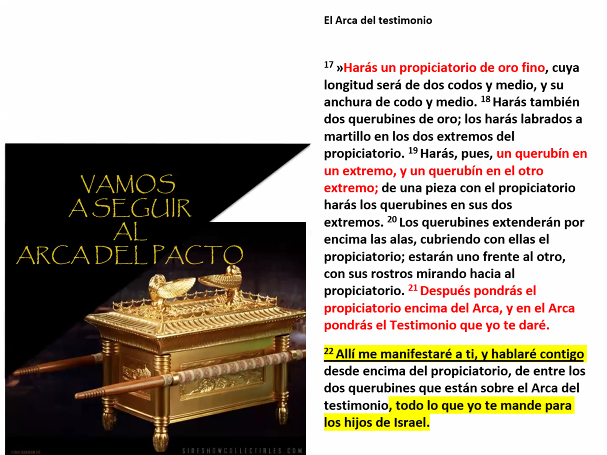 El Arca del testimonio
17 »Harás un propiciatorio de oro fino, cuya
longitud será de dos codos y medio, y su
anchura de codo y medio. 18 Harás también
dos querubines de oro; los harás labrados a
martillo en los dos extremos del
propiciatorio. 19 Harás, pues, un querubín en
un extremo, y un querubín en el otro
extremo; de una pieza con el propiciatorio
harás los querubines en sus dos
extremos. 20 Los querubines extenderán por
encima las alas, cubriendo con ellas el
propiciatorio; estarán uno frente al otro,
con sus rostros mirando hacia al
propiciatorio. 21 Después pondrás el
propiciatorio encima del Arca, y en el Arca
pondrás el Testimonio que yo te daré.
22 Allí me manifestaré a ti, y hablaré contigo
desde encima del propiciatorio, de entre los
dos querubines que están sobre el Arca del
testimonio, todo lo que yo te mande para
los hijos de Israel.
VAMOS
A SEGUIR
AL
ARCA DEL PACTO
SIDESHOWCOLLECTIBLES.COM